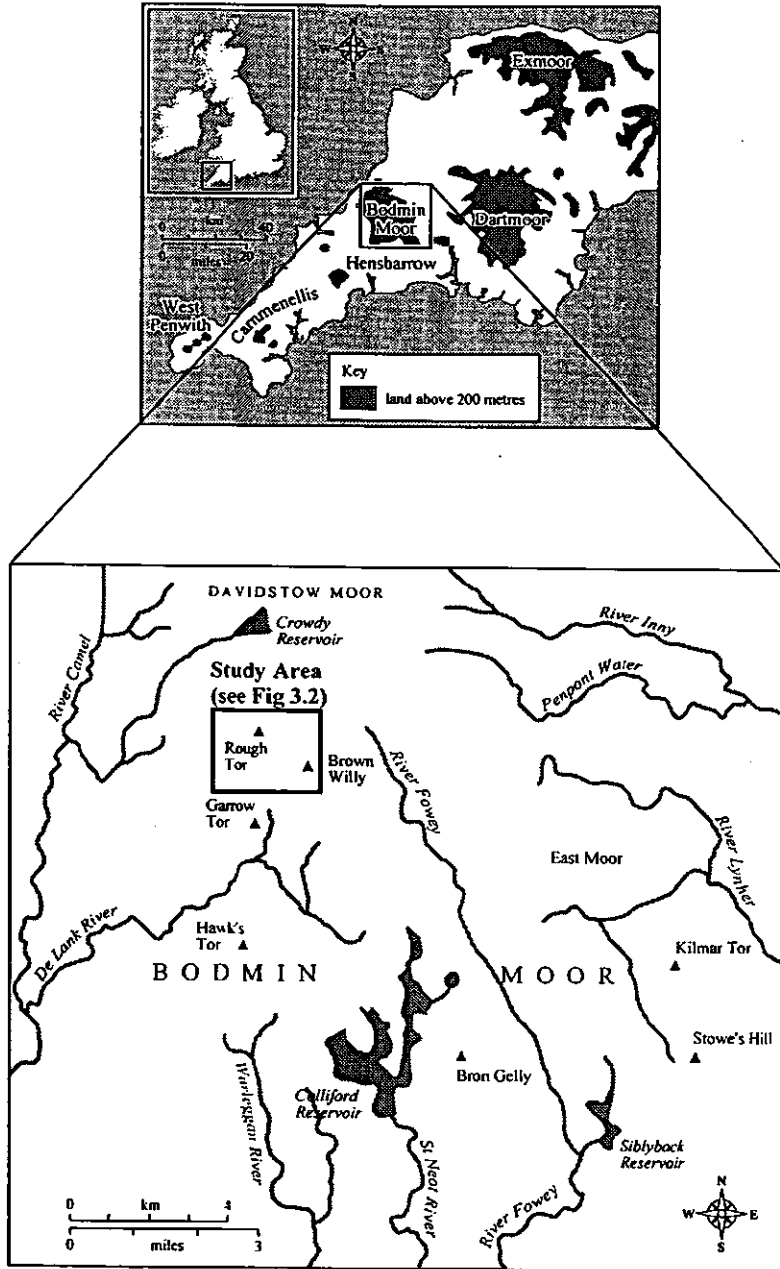 N
W
S
Exmoor
km
0
40
0
miles
20
Bodmin
Moor
Dartmoor
Hensbarrow
Cammenellis
West
Penwith
Key
land above 200 metres
DAVIDSTOW MOOR
Crowdy
Reservoir
River Inny
Penpont Water
River Camel
Study Area
(see Fig 3.2)
Rough
Tor
Brown
Willy
River Fowey
Garrow
Tor
East Moor
River Lynher
De Lank River
Hawk's
Tor
Kilmar Tor
BODMIN MOOR
Stowe's Hill
Bron Gelly
Colliford
Reservoir
Warleggan River
St Neot River
Siblyback
Reservoir
River Fowey
0 km 4
0 miles 3
N
W E
S